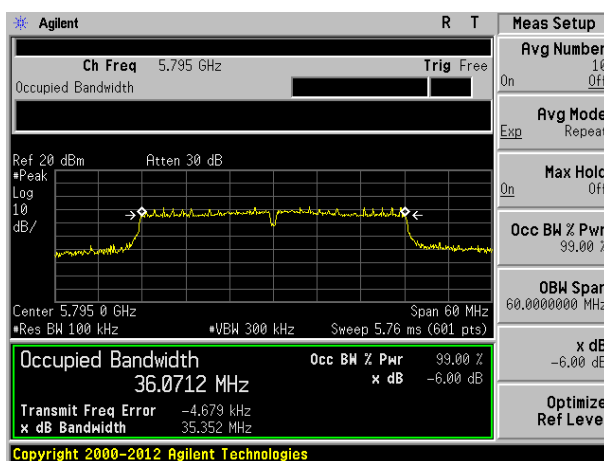 Agilent R T
Meas Setup
Ch Freq 5.795 GHz Trig Free
Occupied Bandwidth
Avg Number
10
On Off
Avg Mode
Exp Repeat
Ref 20 dBm Atten 30 dB
#Peak
Log
10
dB/
Max Hold
On Off
Occ BW % Pwr
99.00 %
OBW Span
60.0000000 MHz
Center 5.795 0 GHz Span 60 MHz
#Res BW 100 kHz #VBW 300 kHz Sweep 5.76 ms (601 pts)
Occupied Bandwidth Occ BW % Pwr 99.00 %
36.0712 MHz x dB -6.00 dB
Transmit Freq Error -4.679 kHz
x dB Bandwidth 35.352 MHz
x dB
-6.00 dB
Optimize
Ref Level
Copyright 2000-2012 Agilent Technologies